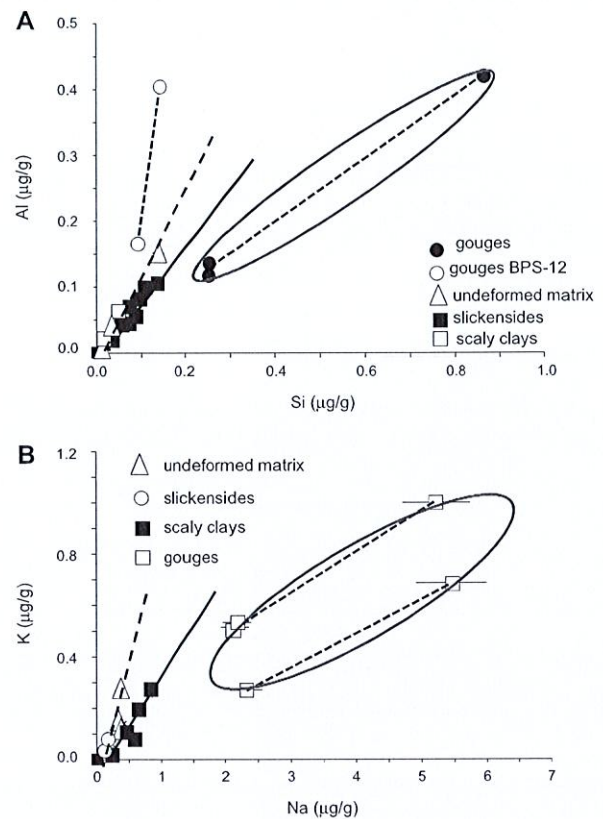 A
Al (µg/g)
0.5
0.4
0.3
0.2
0.1
0.0
0.0 0.2 0.4 0.6 0.8 1.0
Si (µg/g)
gouges
gouges BPS-12
undeformed matrix
slickensides
scaly clays
B
K (µg/g)
1.2
0.8
0.4
0.0
0 1 2 3 4 5 6 7
Na (µg/g)
undeformed matrix
slickensides
scaly clays
gouges